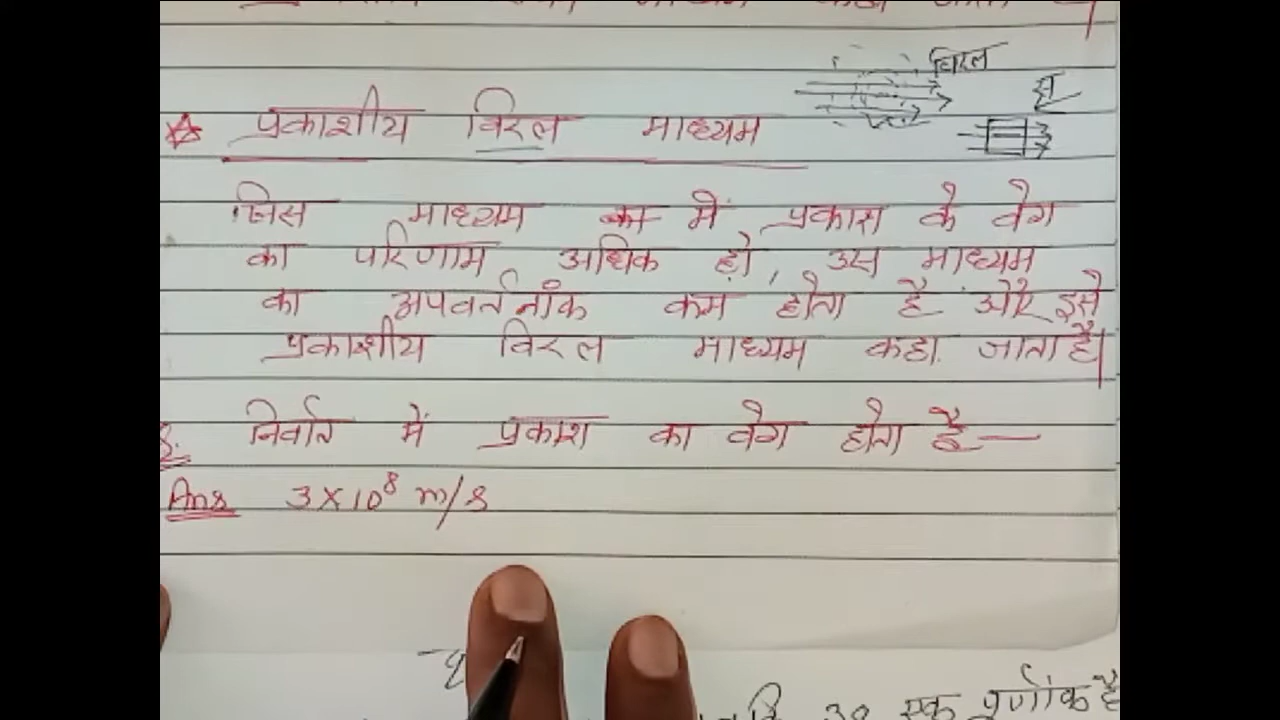 विरल
प्रकाशीय विरल माध्यम
जिस माध्यम का में प्रकाश के वेग
का परिणाम अधिक हो, उस माध्यम
का अपवर्तनांक कम होता है और इसे
प्रकाशीय विरल माध्यम कहा जाता है।
निर्वात में प्रकाश का वेग होता है —
Ans 3×10⁸ m/s
एक पूर्णांक है